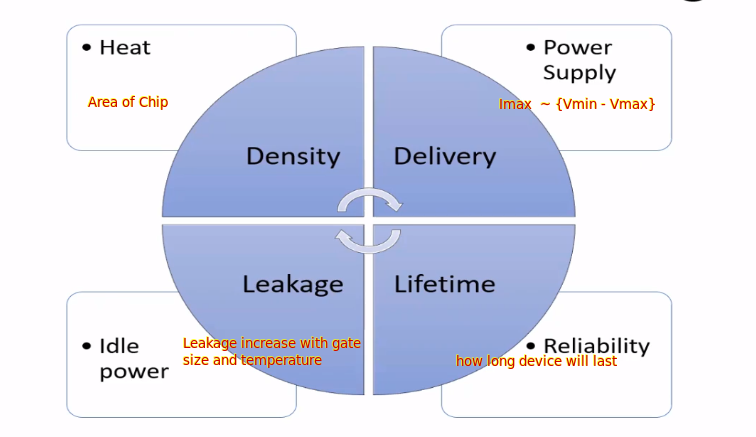 • Heat
Area of Chip
Density
• Power
Supply
Imax ~ {Vmin - Vmax}
Delivery
Leakage
• Idle
power
Leakage increase with gate
size and temperature
Lifetime
• Reliability
how long device will last